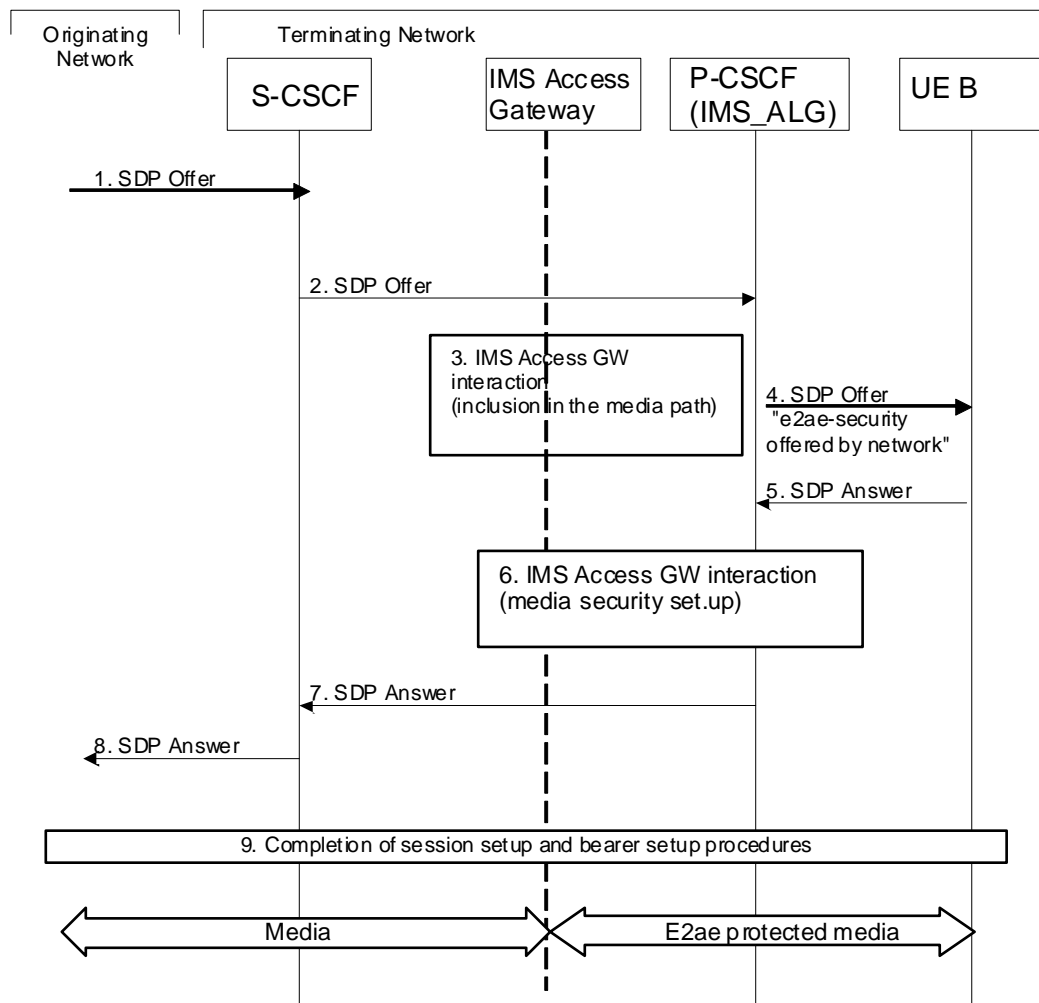 Originating
Network
Terminating Network
S-CSCF
IMS Access
Gateway
P-CSCF
(IMS_ALG)
UE B
1. SDP Offer
2. SDP Offer
3. IMS Access GW
interaction
(inclusion in the media path)
4. SDP Offer
"e2ae-security
offered by network"
5. SDP Answer
6. IMS Access GW interaction
(media security set.up)
7. SDP Answer
8. SDP Answer
9. Completion of session setup and bearer setup procedures
Media
E2ae protected media